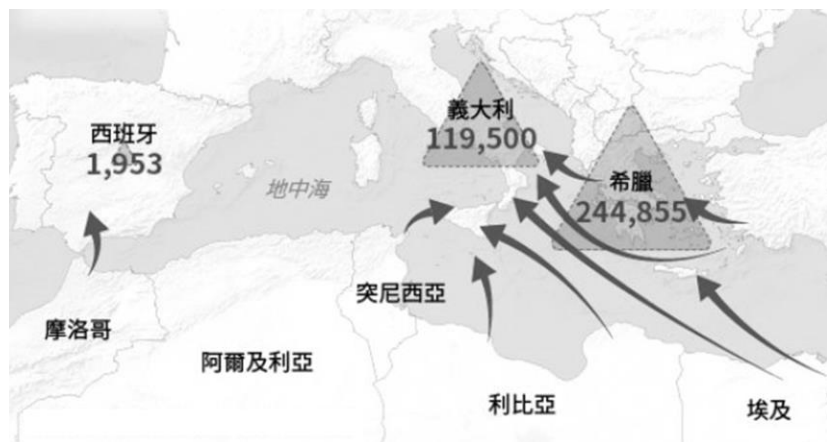 義大利
119,500
西班牙
1,953
希臘
244,855
地中海
突尼西亞
摩洛哥
阿爾及利亞
利比亞
埃及